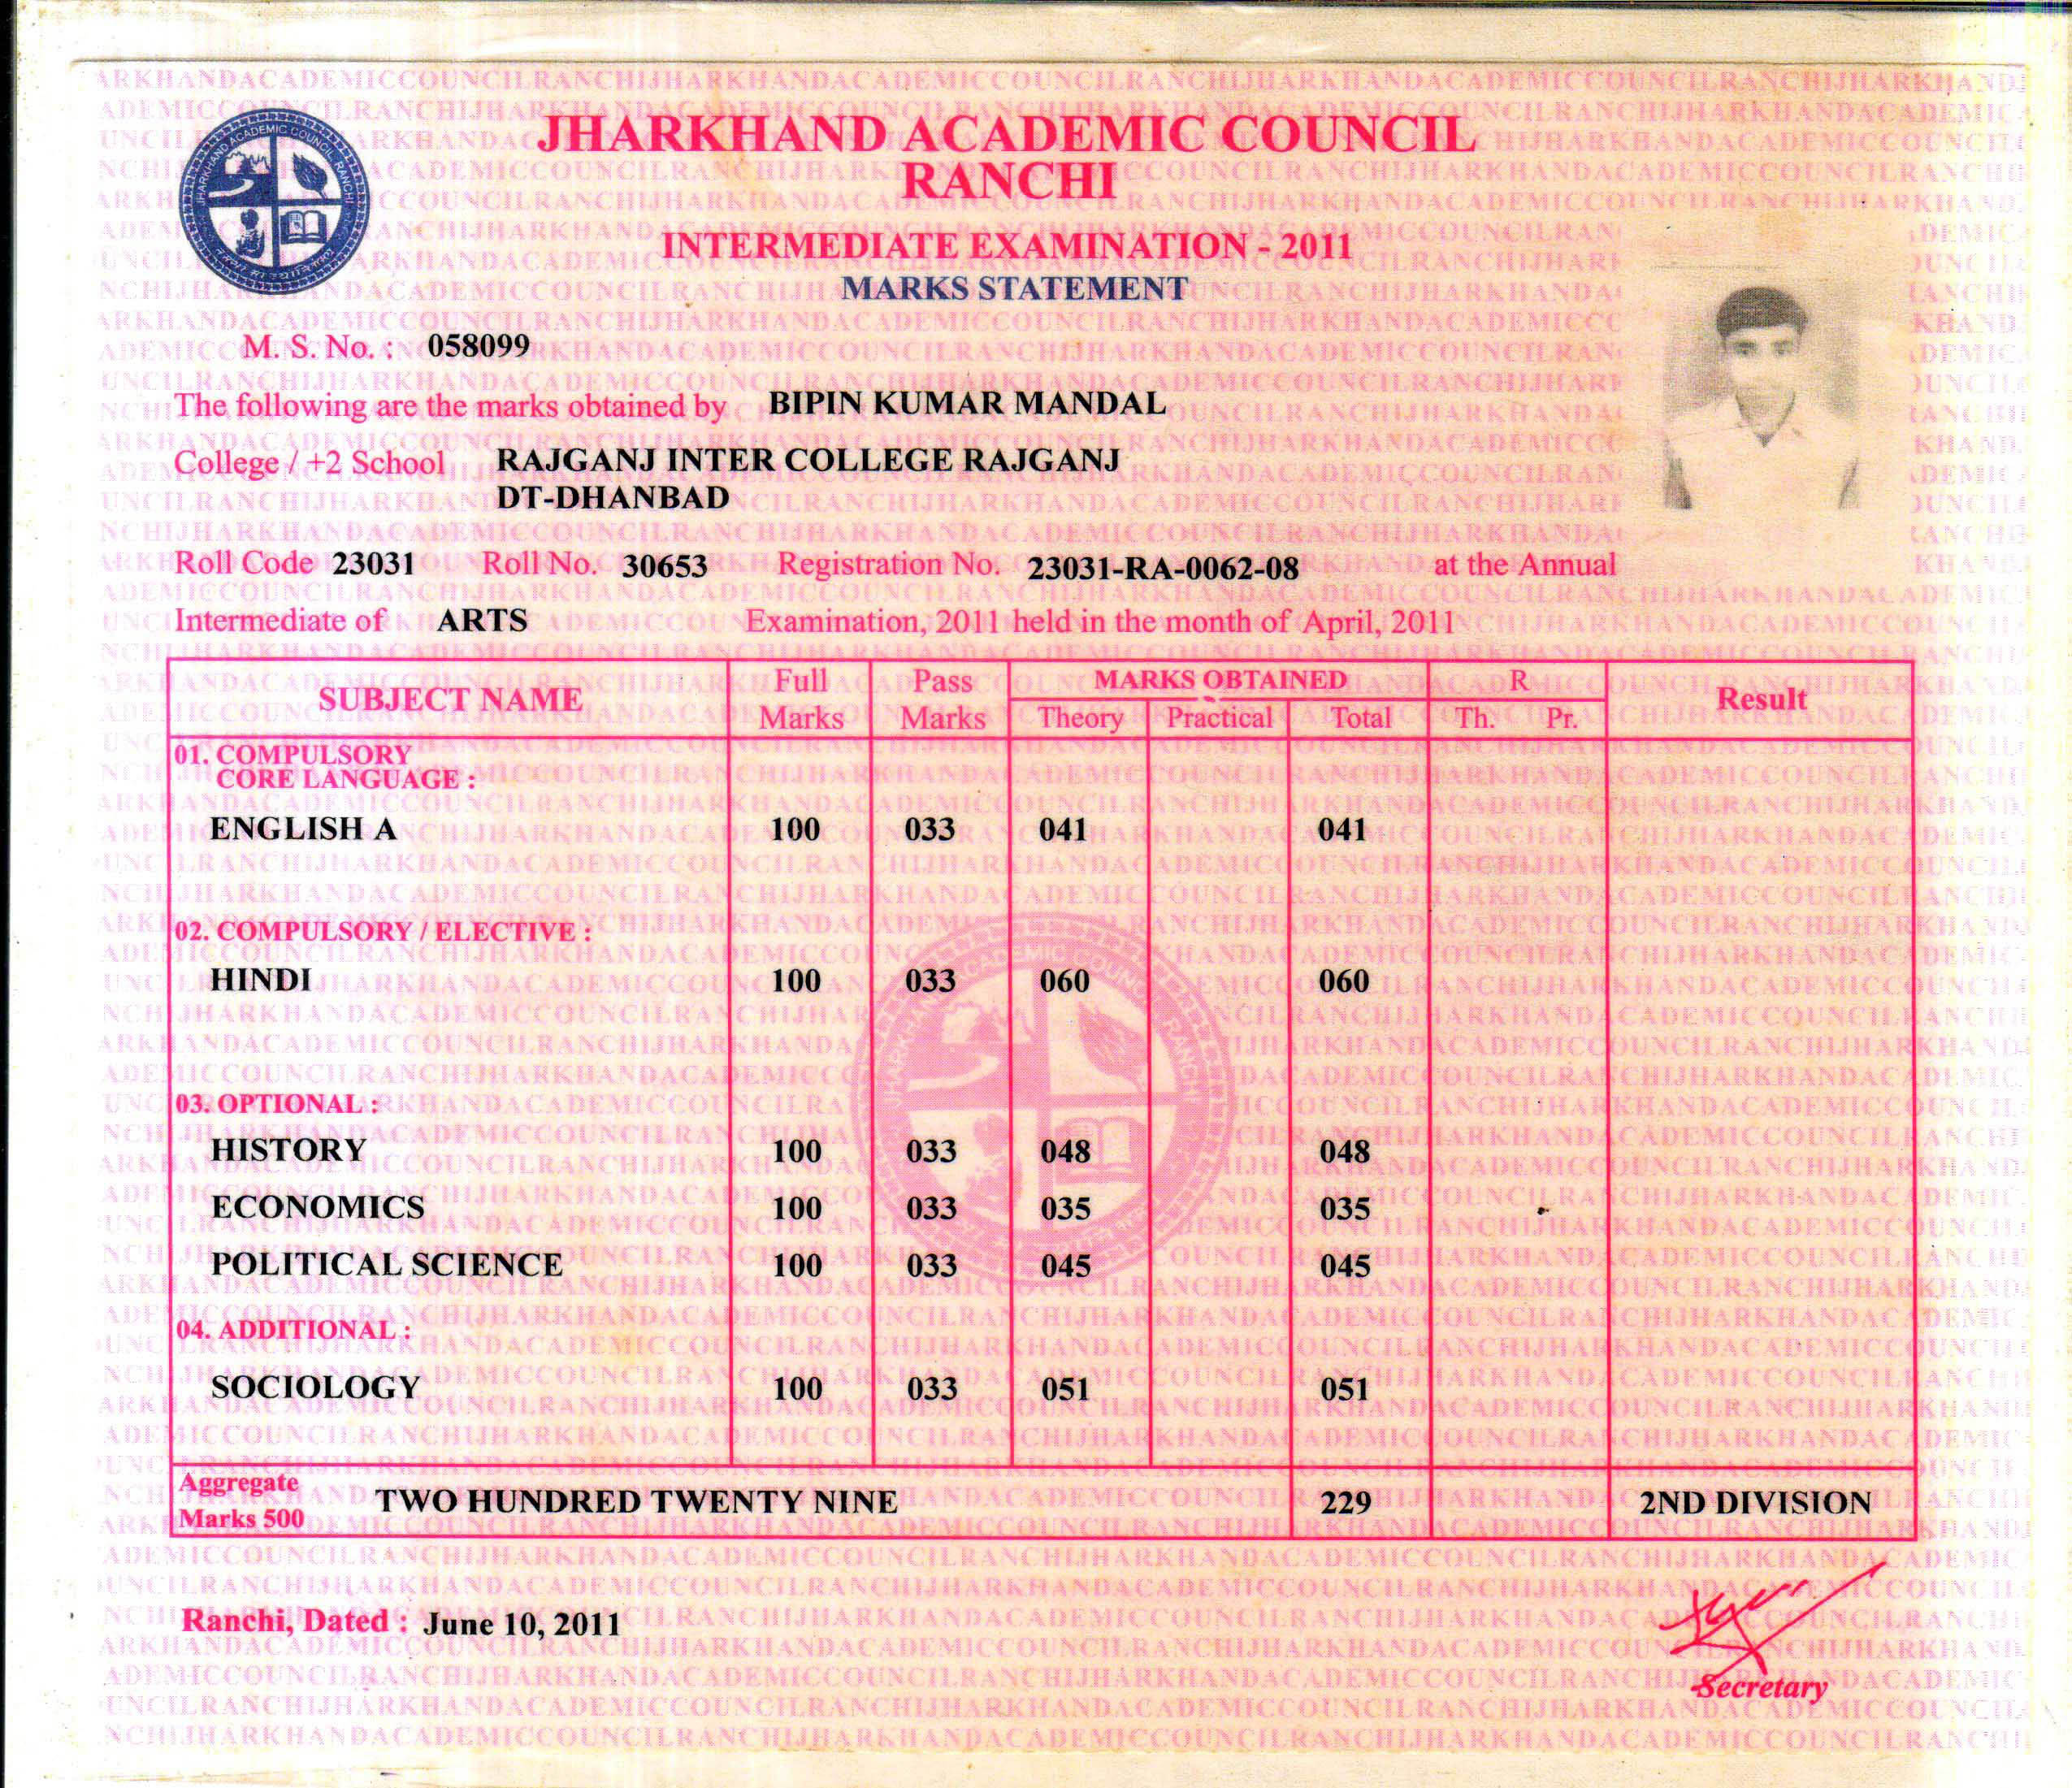 JHARKHAND ACADEMIC COUNCIL
RANCHI
JHARKHAND ACADEMIC COUNCIL, RANCHI
INTERMEDIATE EXAMINATION - 2011
MARKS STATEMENT
M. S. No. : 058099
The following are the marks obtained by BIPIN KUMAR MANDAL
College / +2 School RAJGANJ INTER COLLEGE RAJGANJ
DT-DHANBAD
Roll Code 23031 Roll No. 30653 Registration No. 23031-RA-0062-08 at the Annual
Intermediate of ARTS Examination, 2011 held in the month of April, 2011
SUBJECT NAME Full Marks Pass Marks MARKS OBTAINED R Result
Theory Practical Total Th. Pr.
01. COMPULSORY
CORE LANGUAGE :
ENGLISH A 100 033 041 041
02. COMPULSORY / ELECTIVE :
HINDI 100 033 060 060
03. OPTIONAL :
HISTORY 100 033 048 048
ECONOMICS 100 033 035 035
POLITICAL SCIENCE 100 033 045 045
04. ADDITIONAL :
SOCIOLOGY 100 033 051 051
Aggregate
Marks 500 TWO HUNDRED TWENTY NINE 229 2ND DIVISION
Ranchi, Dated : June 10, 2011
Secretary